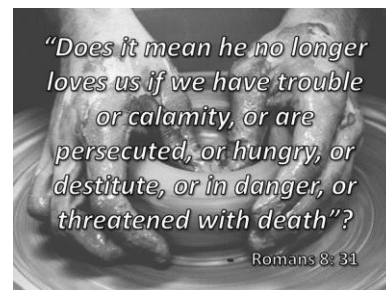 “Does it mean he no longer
loves us if we have trouble
or calamity, or are
persecuted, or hungry, or
destitute, or in danger, or
threatened with death”?
Romans 8: 31